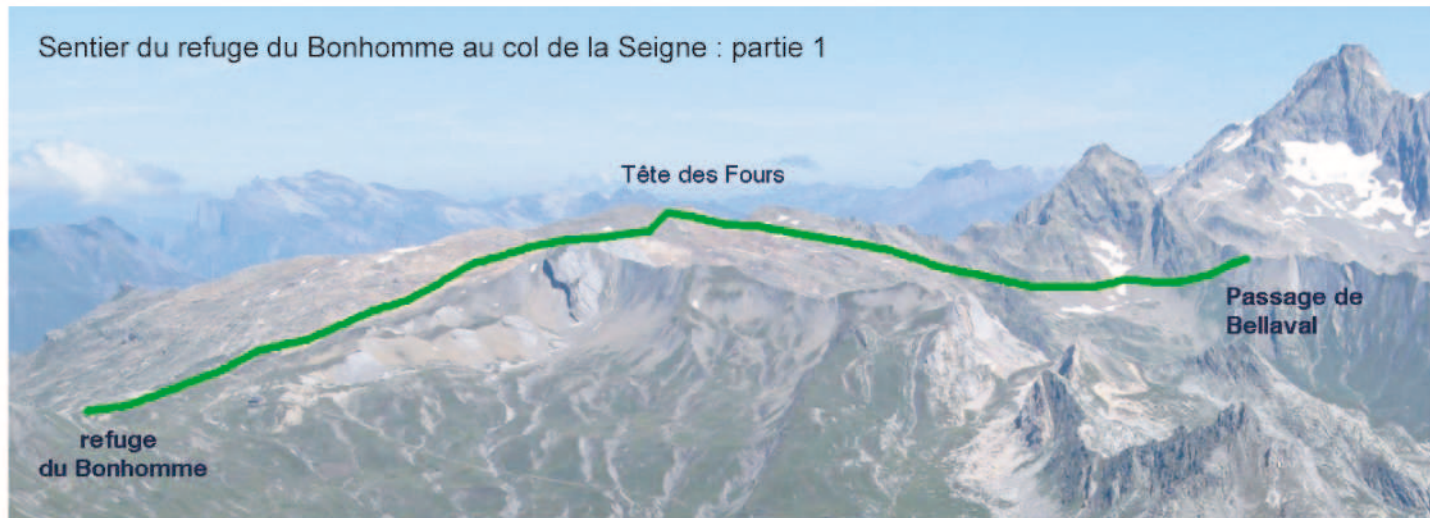 Sentier du refuge du Bonhomme au col de la Seigne : partie 1
Tête des Fours
Passage de
Bellaval
refuge
du Bonhomme